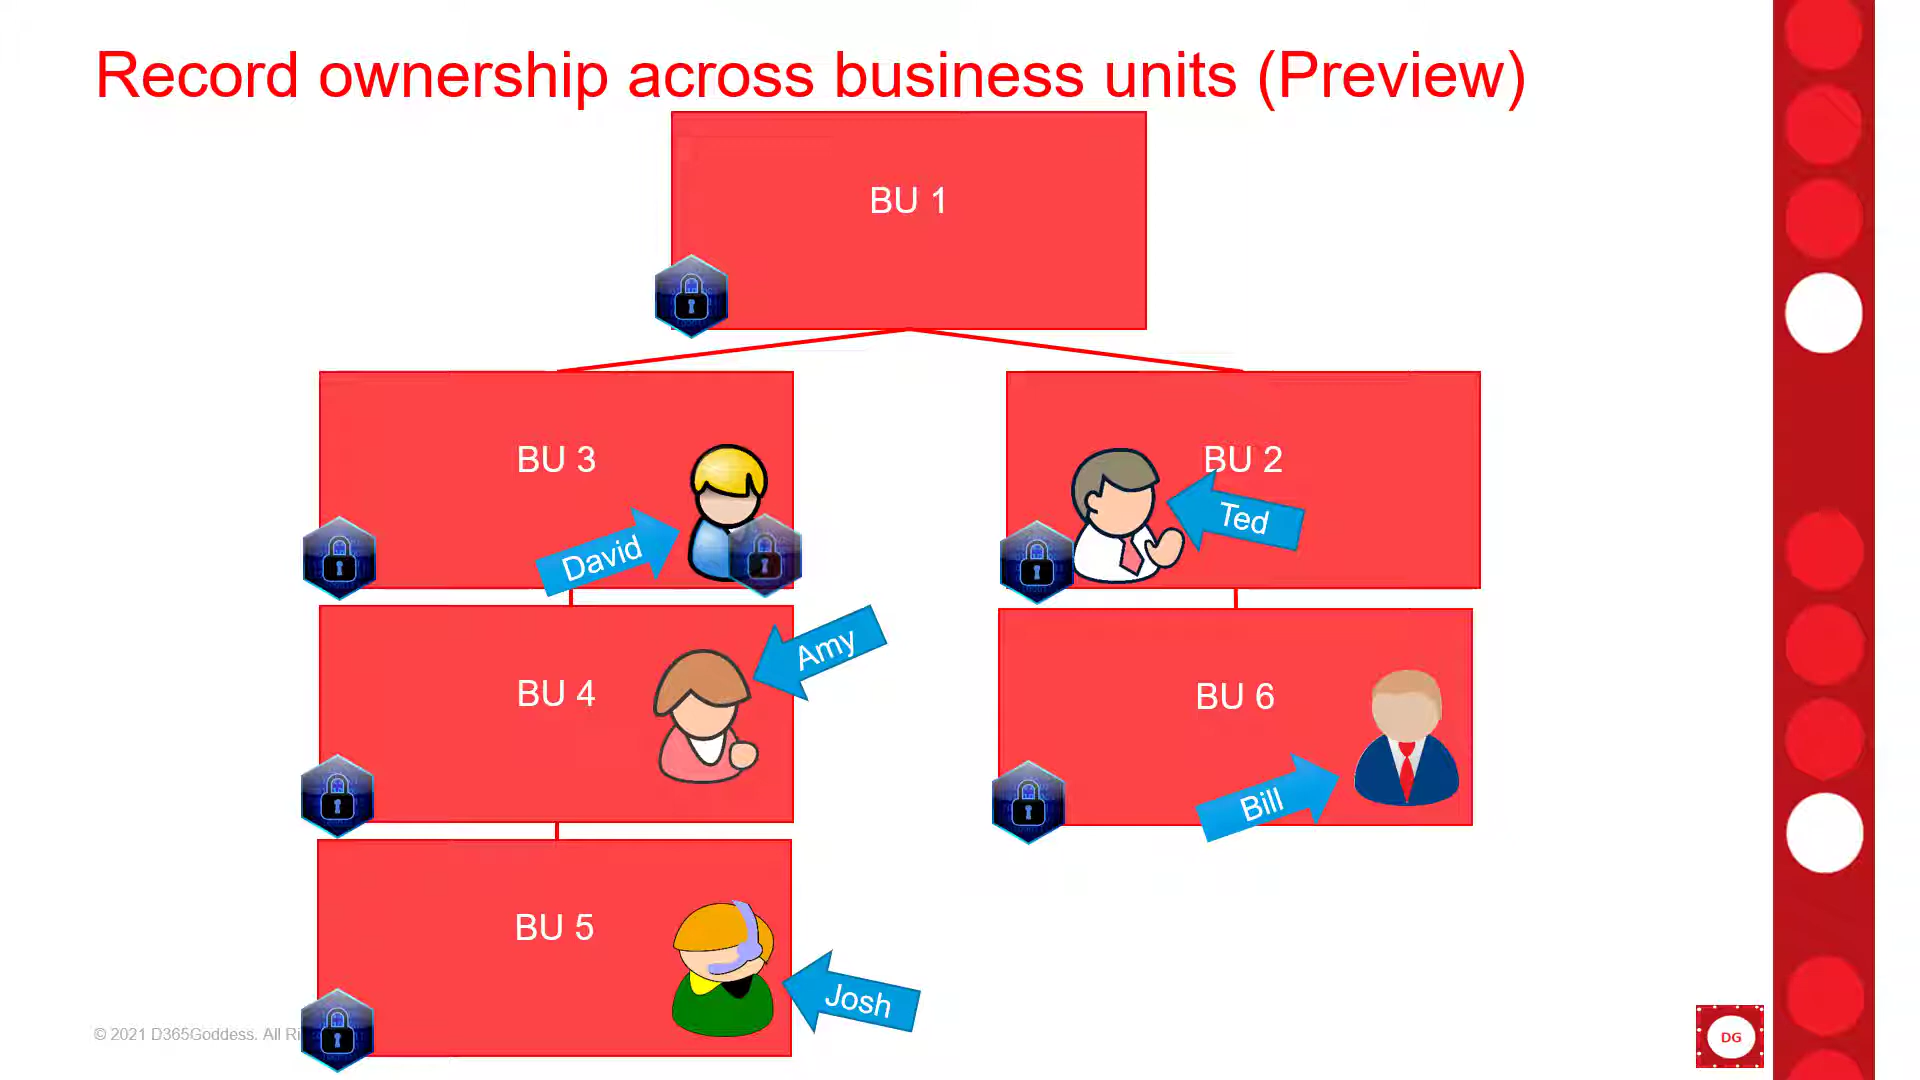 Record ownership across business units (Preview)
BU 1
BU 3
David
BU 2
Ted
BU 4
Amy
BU 6
Bill
BU 5
Josh
© 2021 D365Goddess. All Ri
DG